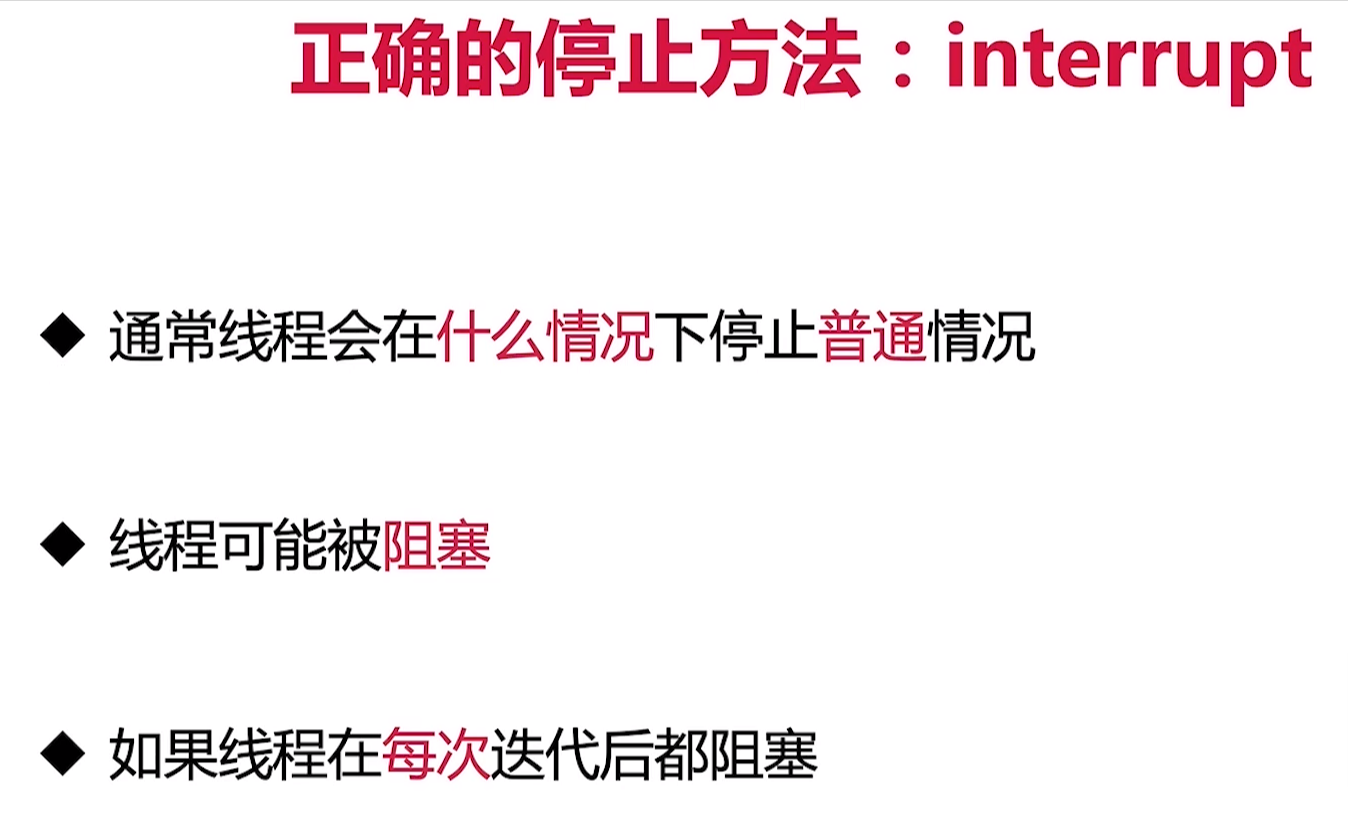 正确的停止方法：interrupt
◆ 通常线程会在什么情况下停止普通情况
◆ 线程可能被阻塞
◆ 如果线程在每次迭代后都阻塞